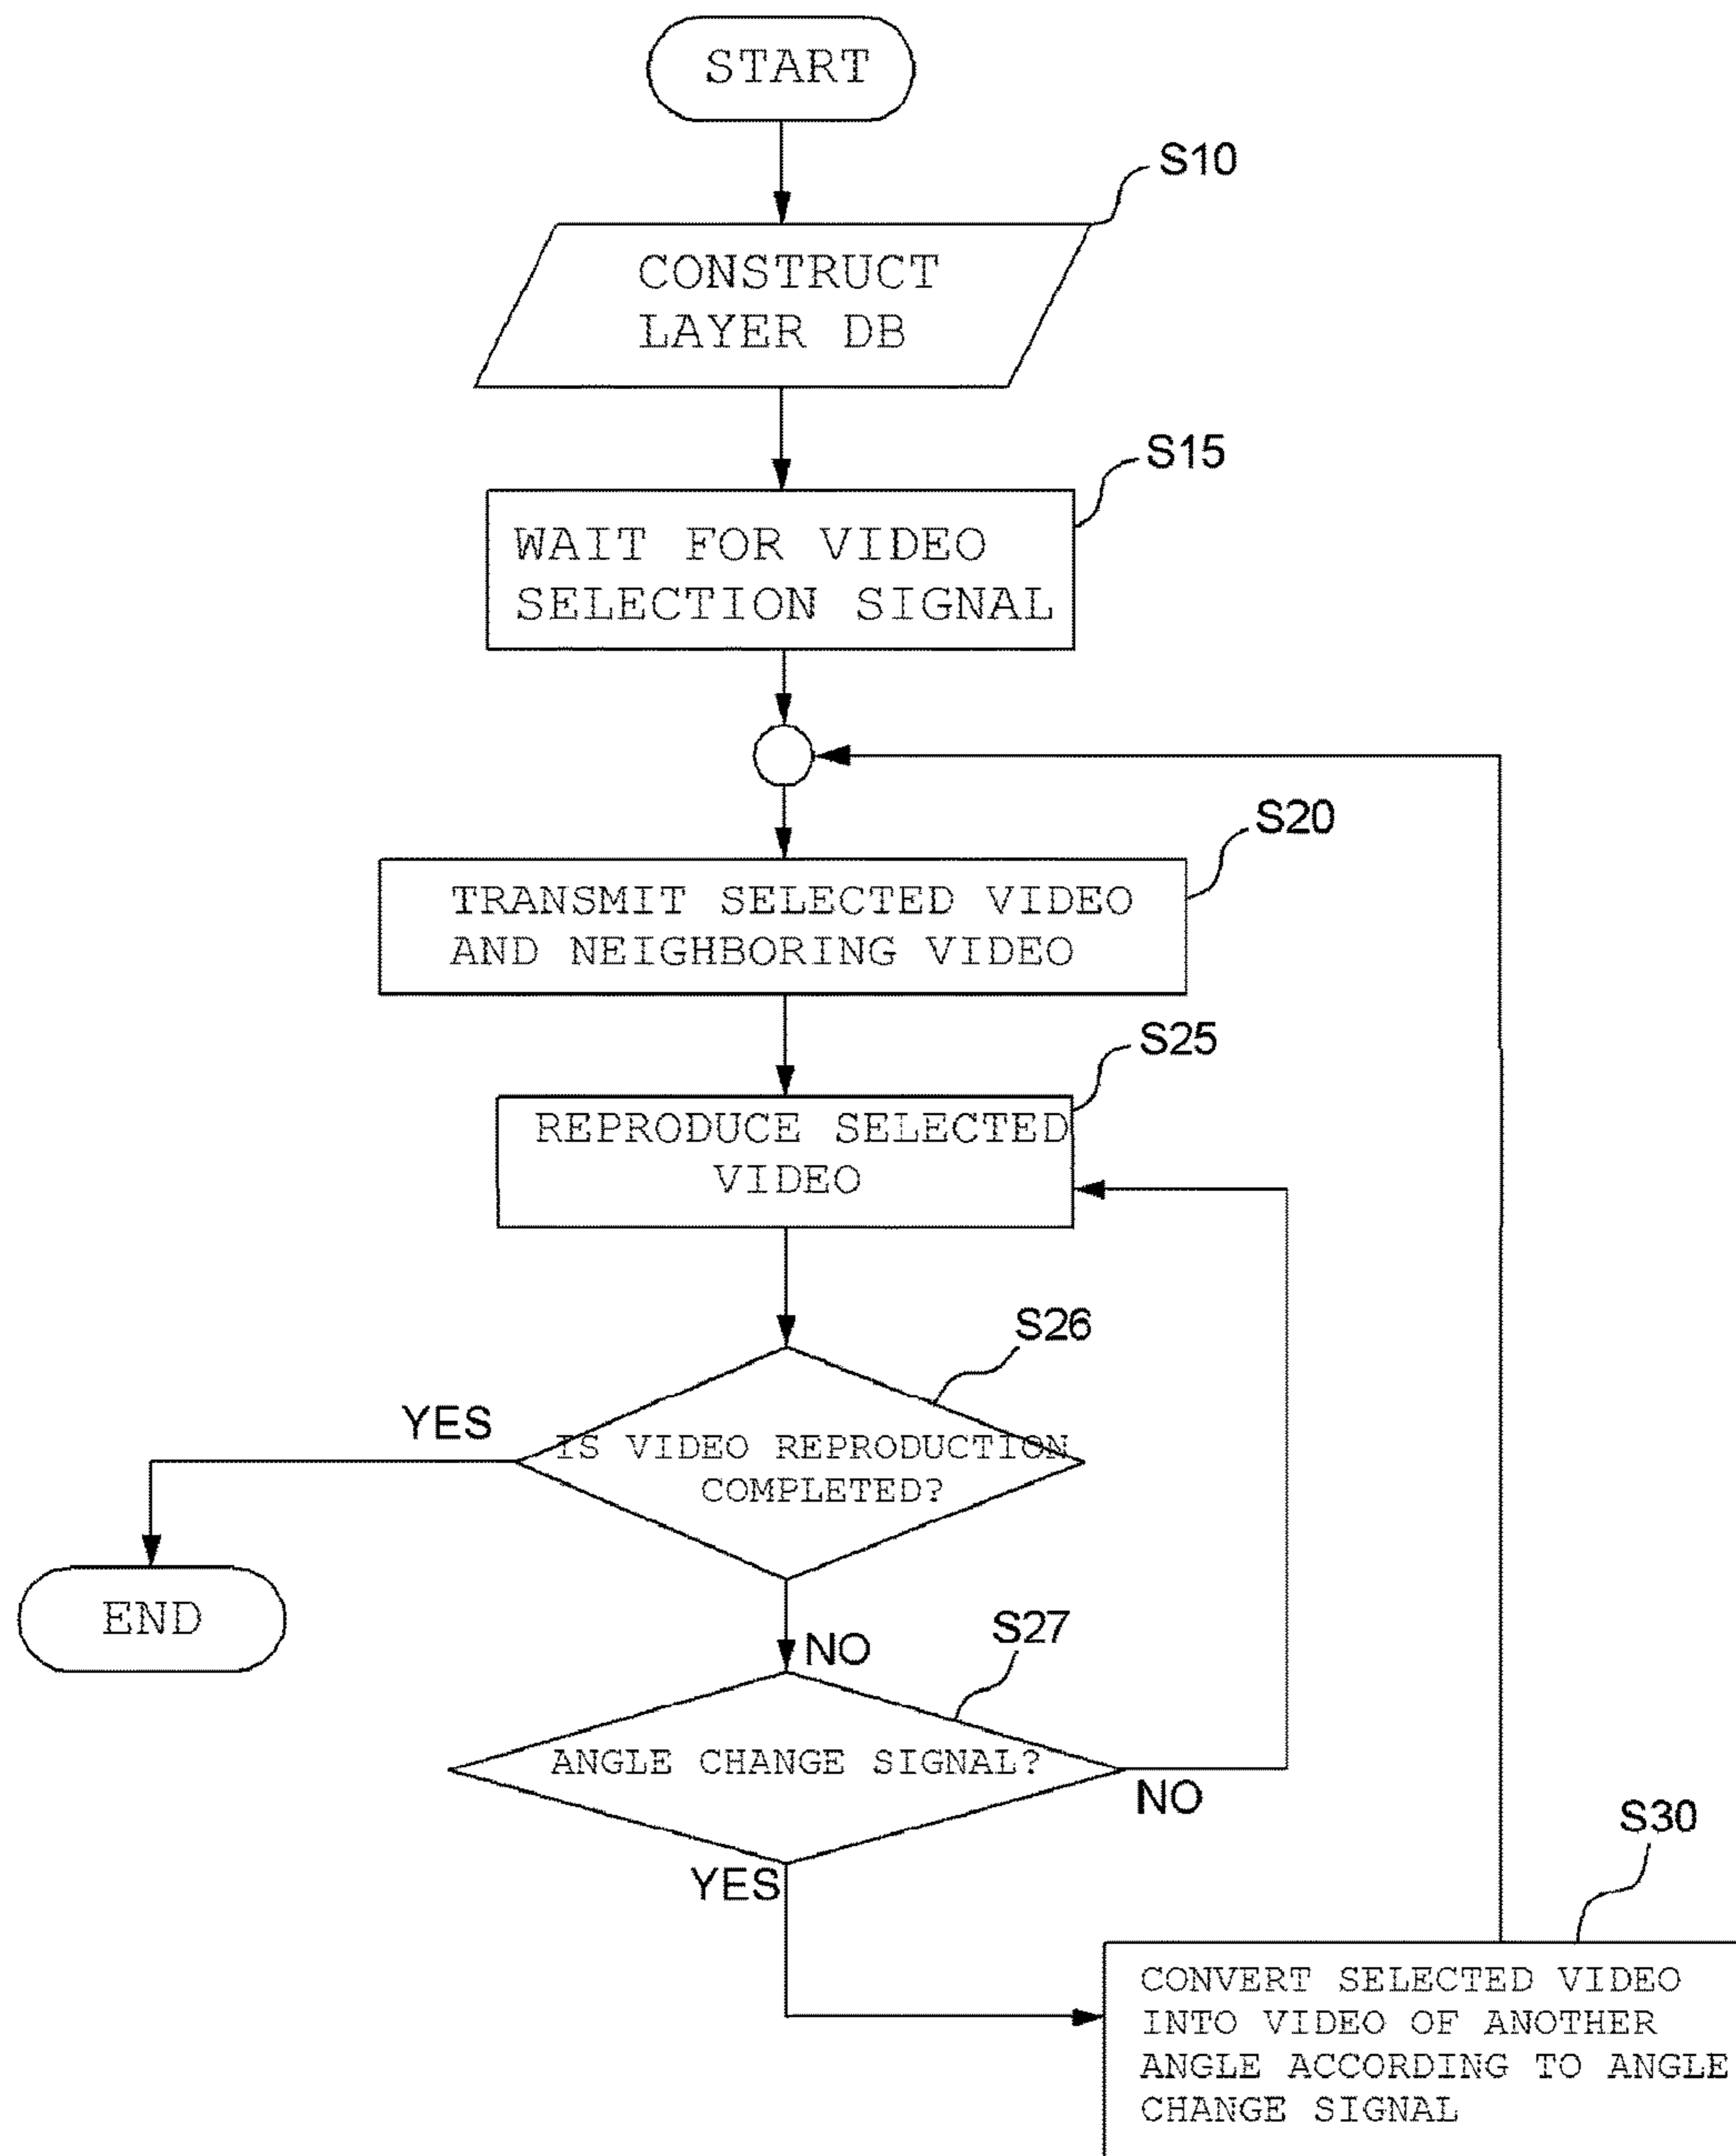 START
S10
CONSTRUCT
LAYER DB
S15
WAIT FOR VIDEO
SELECTION SIGNAL
S20
TRANSMIT SELECTED VIDEO
AND NEIGHBORING VIDEO
S25
REPRODUCE SELECTED
VIDEO
S26
YES
IS VIDEO REPRODUCTION
COMPLETED?
END
NO
S27
ANGLE CHANGE SIGNAL?
NO
YES
S30
CONVERT SELECTED VIDEO
INTO VIDEO OF ANOTHER
ANGLE ACCORDING TO ANGLE
CHANGE SIGNAL